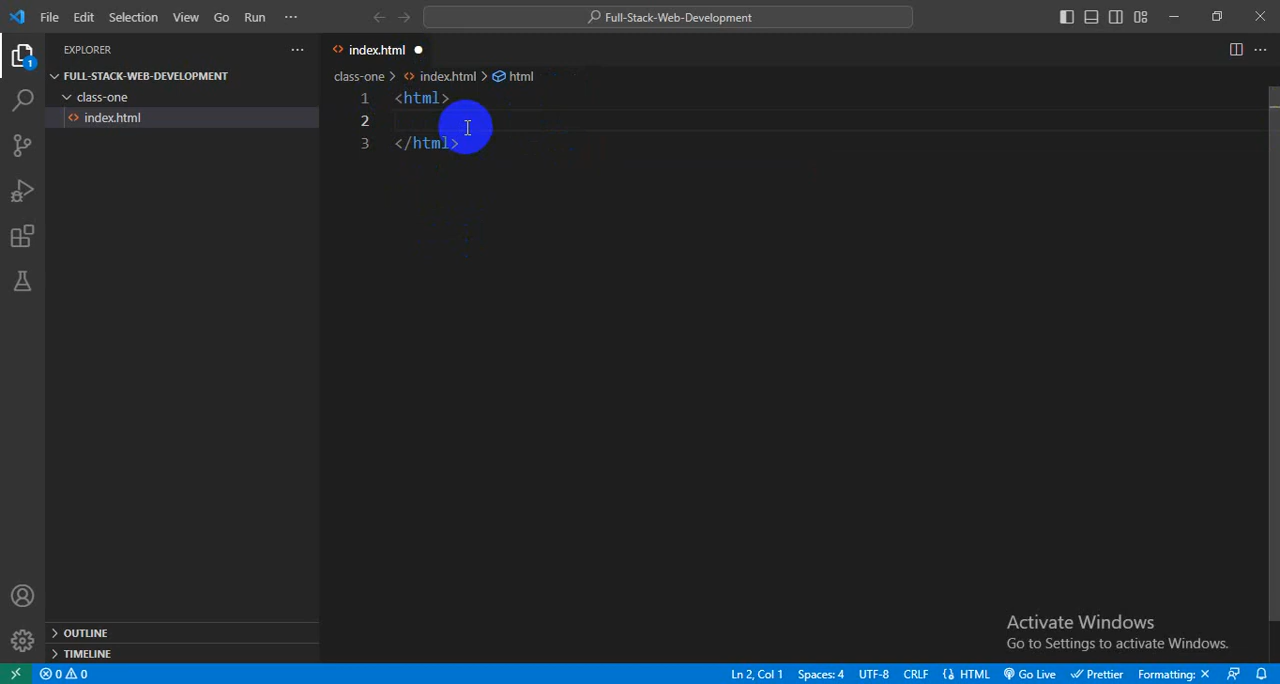 File Edit Selection View Go Run ···
Full-Stack-Web-Development
EXPLORER ···
index.html
FULL-STACK-WEB-DEVELOPMENT
class-one > index.html > html
class-one
index.html
1 <html>
2
3 </html>
OUTLINE
TIMELINE
Activate Windows
Go to Settings to activate Windows.
1
0 0
Ln 2, Col 1 Spaces: 4 UTF-8 CRLF {} HTML Go Live Prettier Formatting: ×